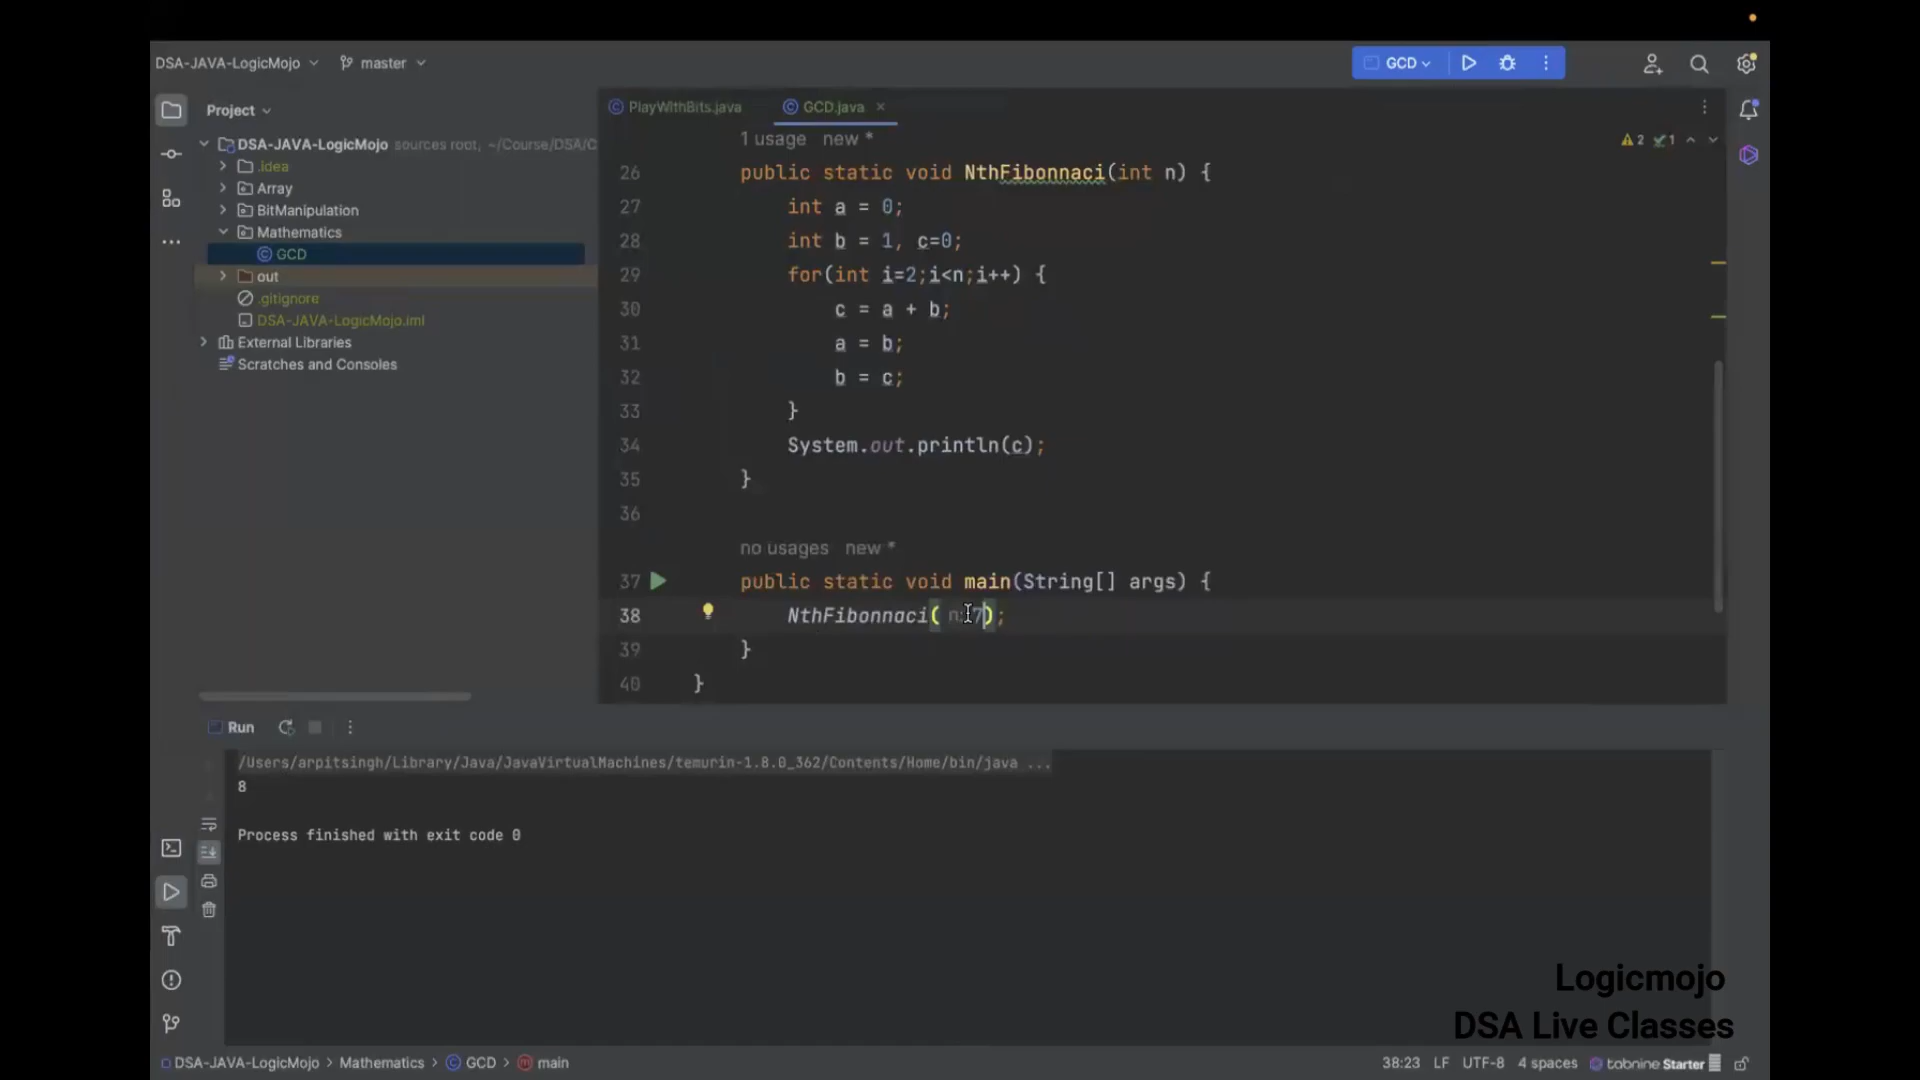 DSA-JAVA-LogicMojo master GCD
Project
PlayWithBits.java GCD.java
DSA-JAVA-LogicMojo sources root, ~/Course/DSA/C
.idea
Array
BitManipulation
Mathematics
GCD
out
.gitignore
DSA-JAVA-LogicMojo.iml
External Libraries
Scratches and Consoles
1 usage new *
2 1
26 public static void NthFibonnaci(int n) {
27 int a = 0;
28 int b = 1, c=0;
29 for(int i=2;i<n;i++) {
30 c = a + b;
31 a = b;
32 b = c;
33 }
34 System.out.println(c);
35 }
36
no usages new *
37 public static void main(String[] args) {
38 NthFibonnaci( n: 7);
39 }
40 }
Run
/Users/arpitsingh/Library/Java/JavaVirtualMachines/temurin-1.8.0_362/Contents/Home/bin/java ...
8
Process finished with exit code 0
Logicmojo
DSA Live Classes
DSA-JAVA-LogicMojo > Mathematics > GCD > main 38:23 LF UTF-8 4 spaces tabnine Starter